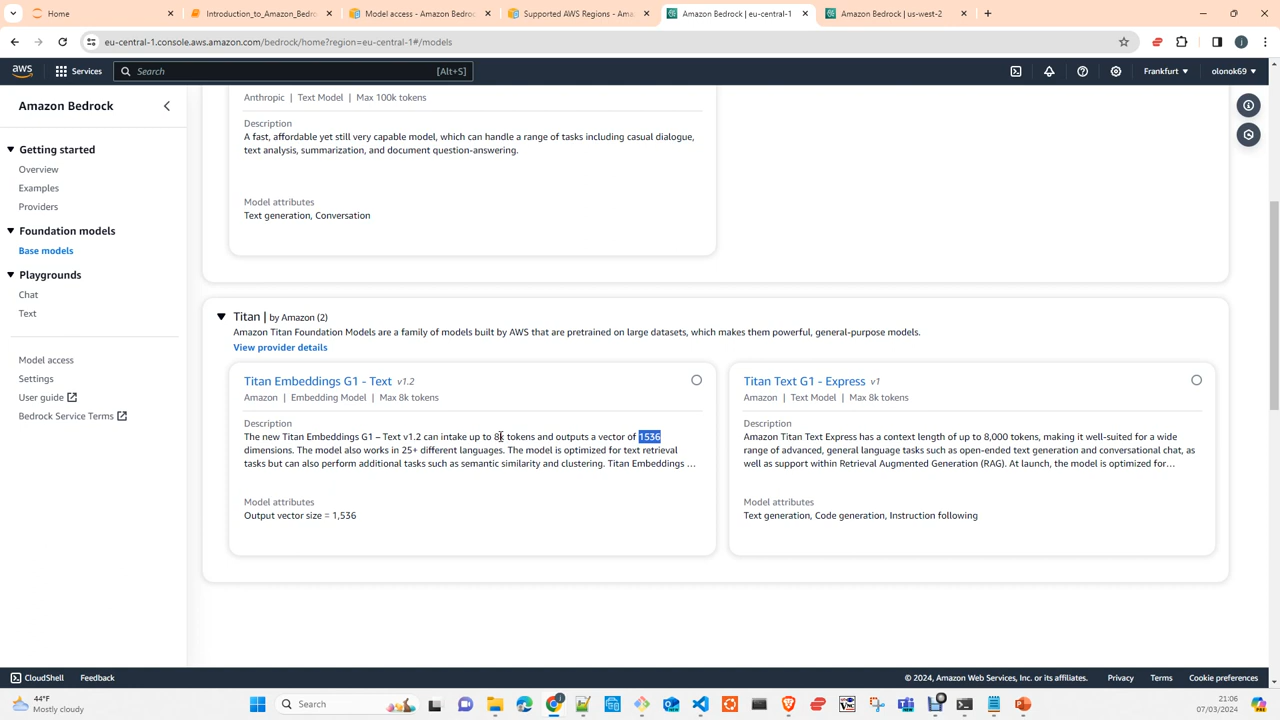 Home
Introduction_to_Amazon_Bedro
Model access - Amazon Bedroc
Supported AWS Regions - Ama
Amazon Bedrock | eu-central-1
Amazon Bedrock | us-west-2
eu-central-1.console.aws.amazon.com/bedrock/home?region=eu-central-1#/models
aws
Services
Search
[Alt+S]
Frankfurt
olonok69
Amazon Bedrock
Getting started
Overview
Examples
Providers
Foundation models
Base models
Playgrounds
Chat
Text
Model access
Settings
User guide
Bedrock Service Terms
Anthropic | Text Model | Max 100k tokens
Description
A fast, affordable yet still very capable model, which can handle a range of tasks including casual dialogue,
text analysis, summarization, and document question-answering.
Model attributes
Text generation, Conversation
Titan | by Amazon (2)
Amazon Titan Foundation Models are a family of models built by AWS that are pretrained on large datasets, which makes them powerful, general-purpose models.
View provider details
Titan Embeddings G1 - Text v1.2
Amazon | Embedding Model | Max 8k tokens
Description
The new Titan Embeddings G1 – Text v1.2 can intake up to 8k tokens and outputs a vector of 1536
dimensions. The model also works in 25+ different languages. The model is optimized for text retrieval
tasks but can also perform additional tasks such as semantic similarity and clustering. Titan Embeddings ...
Model attributes
Output vector size = 1,536
Titan Text G1 - Express v1
Amazon | Text Model | Max 8k tokens
Description
Amazon Titan Text Express has a context length of up to 8,000 tokens, making it well-suited for a wide
range of advanced, general language tasks such as open-ended text generation and conversational chat, as
well as support within Retrieval Augmented Generation (RAG). At launch, the model is optimized for...
Model attributes
Text generation, Code generation, Instruction following
CloudShell
Feedback
© 2024, Amazon Web Services, Inc. or its affiliates.
Privacy
Terms
Cookie preferences
44°F
Mostly cloudy
Search
21:06
07/03/2024